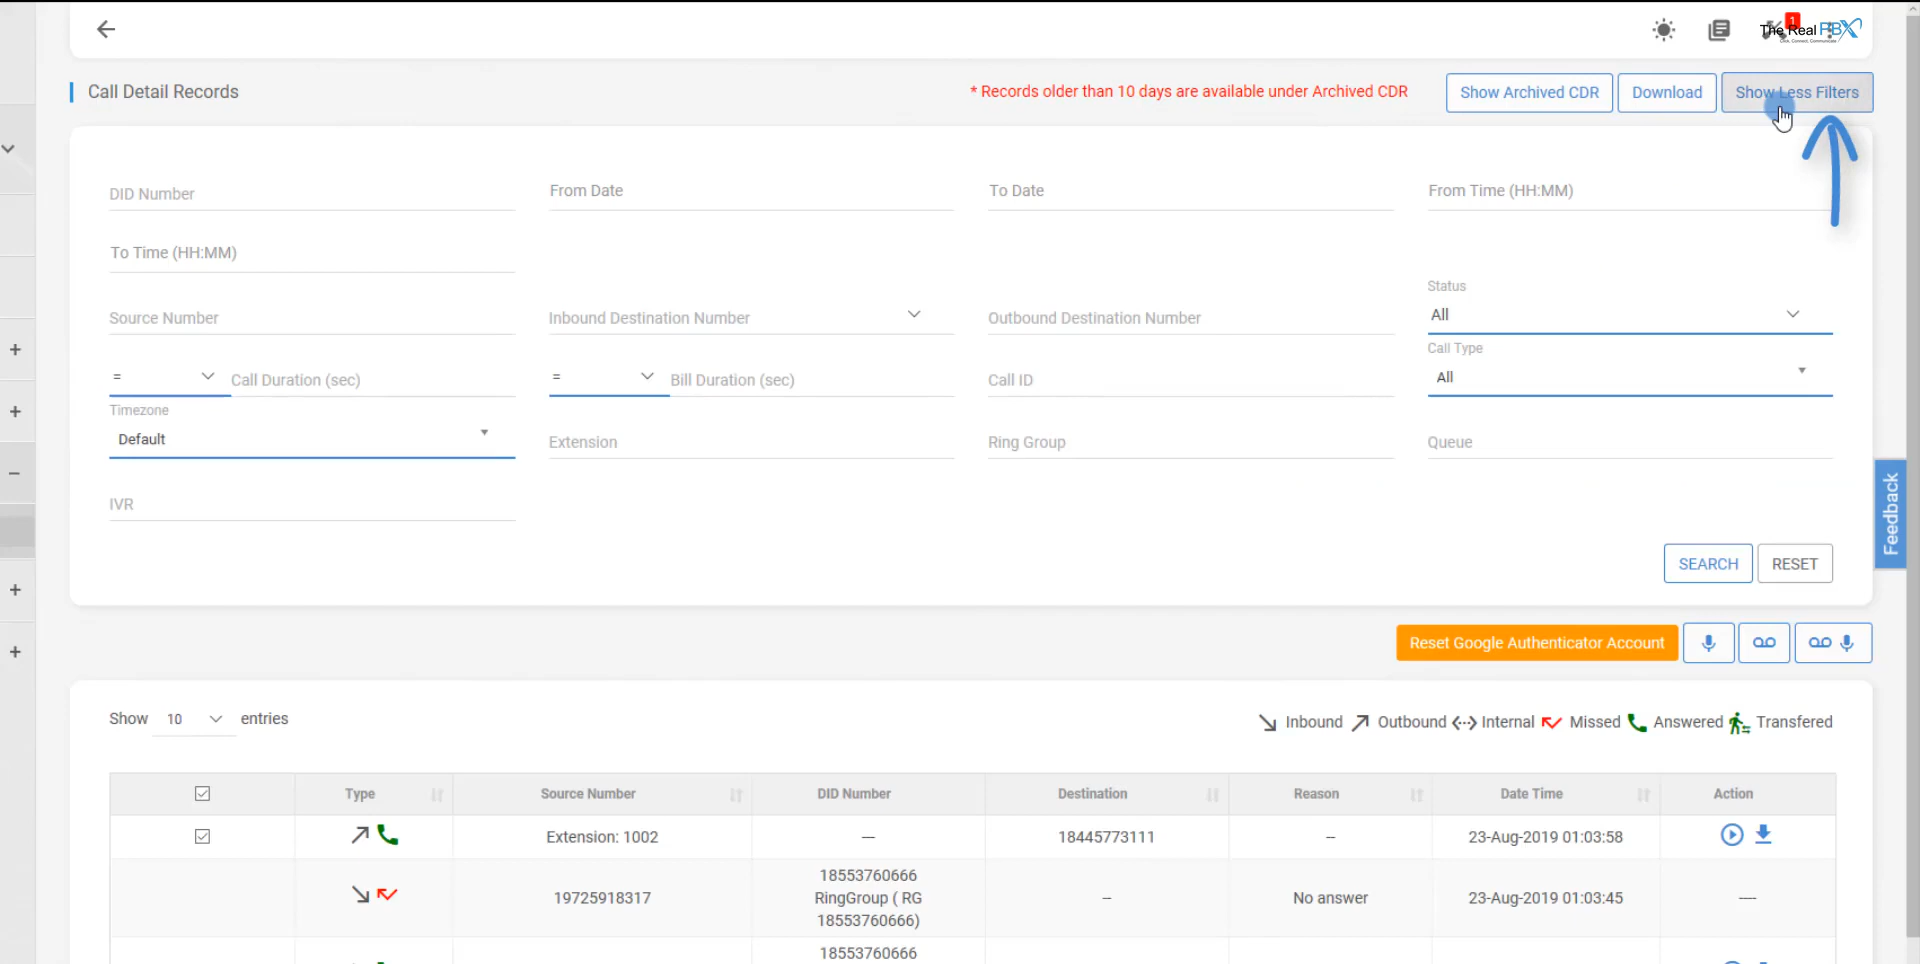 1
The Real PBX
Call Detail Records
* Records older than 10 days are available under Archived CDR
Show Archived CDR
Download
Show Less Filters
DID Number
From Date
To Date
From Time (HH:MM)
To Time (HH:MM)
Status
Source Number
Inbound Destination Number
Outbound Destination Number
All
Call Type
=
Call Duration (sec)
=
Bill Duration (sec)
Call ID
All
Timezone
Default
Extension
Ring Group
Queue
IVR
Feedback
SEARCH
RESET
Reset Google Authenticator Account
Show 10 entries
Inbound Outbound Internal Missed Answered Transfered
Type Source Number DID Number Destination Reason Date Time Action
Extension: 1002 --- 18445773111 -- 23-Aug-2019 01:03:58
18553760666
19725918317 RingGroup ( RG -- No answer 23-Aug-2019 01:03:45 ----
18553760666)
18553760666